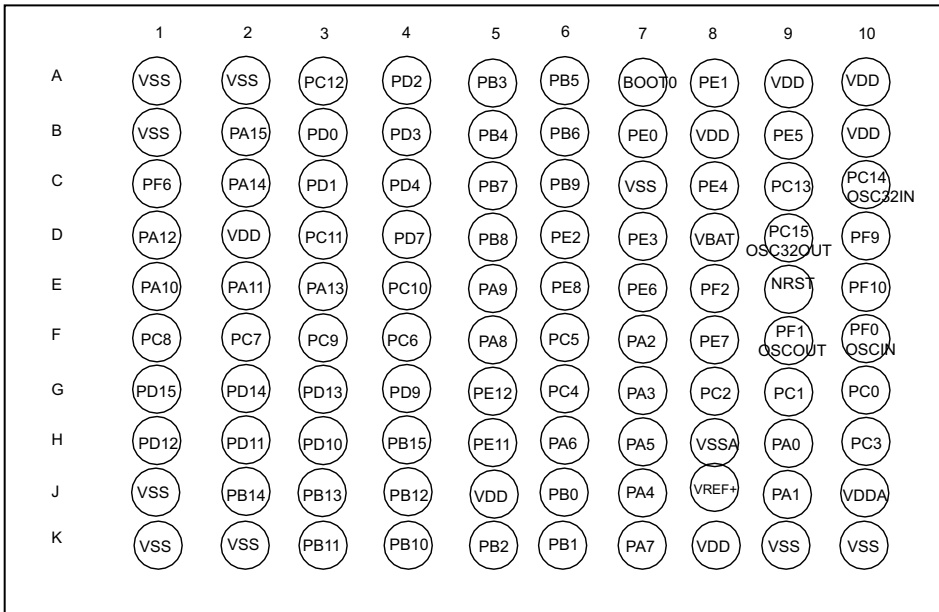 1 2 3 4 5 6 7 8 9 10
A VSS VSS PC12 PD2 PB3 PB5 BOOT0 PE1 VDD VDD
B VSS PA15 PD0 PD3 PB4 PB6 PE0 VDD PE5 VDD
C PF6 PA14 PD1 PD4 PB7 PB9 VSS PE4 PC13 PC14
OSC32IN
D PA12 VDD PC11 PD7 PB8 PE2 PE3 VBAT PC15 PF9
OSC32OUT
E PA10 PA11 PA13 PC10 PA9 PE8 PE6 PF2 NRST PF10
F PC8 PC7 PC9 PC6 PA8 PC5 PA2 PE7 PF1 PF0
OSCOUT OSCIN
G PD15 PD14 PD13 PD9 PE12 PC4 PA3 PC2 PC1 PC0
H PD12 PD11 PD10 PB15 PE11 PA6 PA5 VSSA PA0 PC3
J VSS PB14 PB13 PB12 VDD PB0 PA4 VREF+ PA1 VDDA
K VSS VSS PB11 PB10 PB2 PB1 PA7 VDD VSS VSS